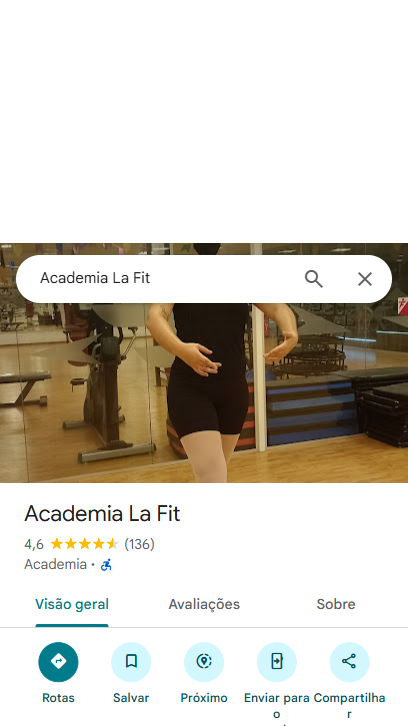 Academia La Fit
Academia La Fit
4,6 (136)
Academia ·
Visão geral Avaliações Sobre
Rotas Salvar Próximo Enviar para o Compartilhar